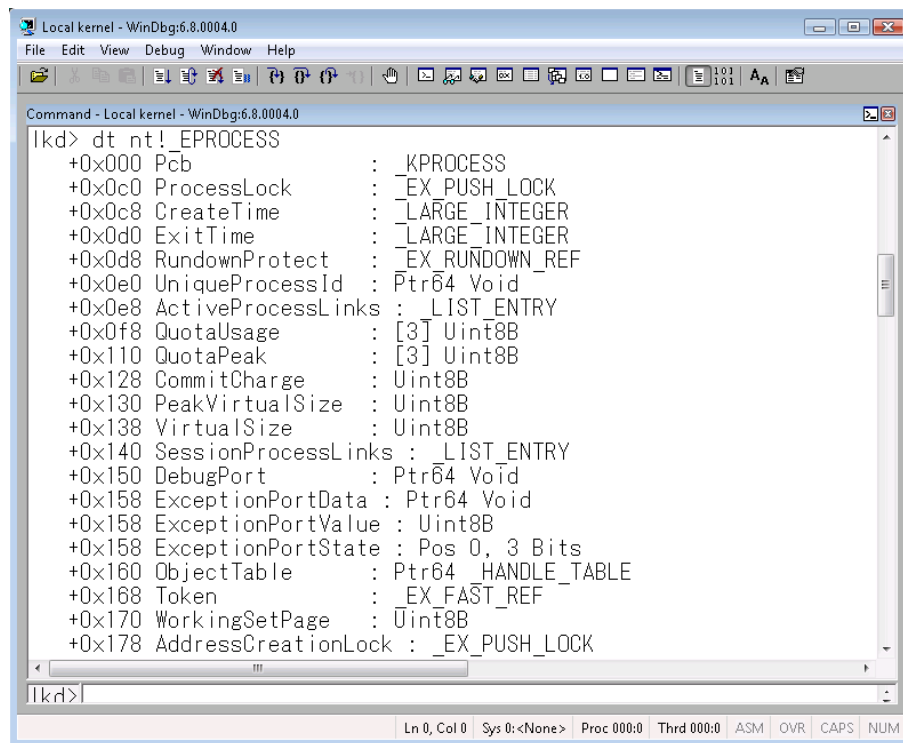 Local kernel - WinDbg:6.8.0004.0
File Edit View Debug Window Help
Command - Local kernel - WinDbg:6.8.0004.0
lkd> dt nt!_EPROCESS
+0x000 Pcb : _KPROCESS
+0x0c0 ProcessLock : _EX_PUSH_LOCK
+0x0c8 CreateTime : _LARGE_INTEGER
+0x0d0 ExitTime : _LARGE_INTEGER
+0x0d8 RundownProtect : _EX_RUNDOWN_REF
+0x0e0 UniqueProcessId : Ptr64 Void
+0x0e8 ActiveProcessLinks : _LIST_ENTRY
+0x0f8 QuotaUsage : [3] Uint8B
+0x110 QuotaPeak : [3] Uint8B
+0x128 CommitCharge : Uint8B
+0x130 PeakVirtualSize : Uint8B
+0x138 VirtualSize : Uint8B
+0x140 SessionProcessLinks : _LIST_ENTRY
+0x150 DebugPort : Ptr64 Void
+0x158 ExceptionPortData : Ptr64 Void
+0x158 ExceptionPortValue : Uint8B
+0x158 ExceptionPortState : Pos 0, 3 Bits
+0x160 ObjectTable : Ptr64 _HANDLE_TABLE
+0x168 Token : _EX_FAST_REF
+0x170 WorkingSetPage : Uint8B
+0x178 AddressCreationLock : _EX_PUSH_LOCK
lkd>
Ln 0, Col 0 Sys 0:<None> Proc 000:0 Thrd 000:0 ASM OVR CAPS NUM